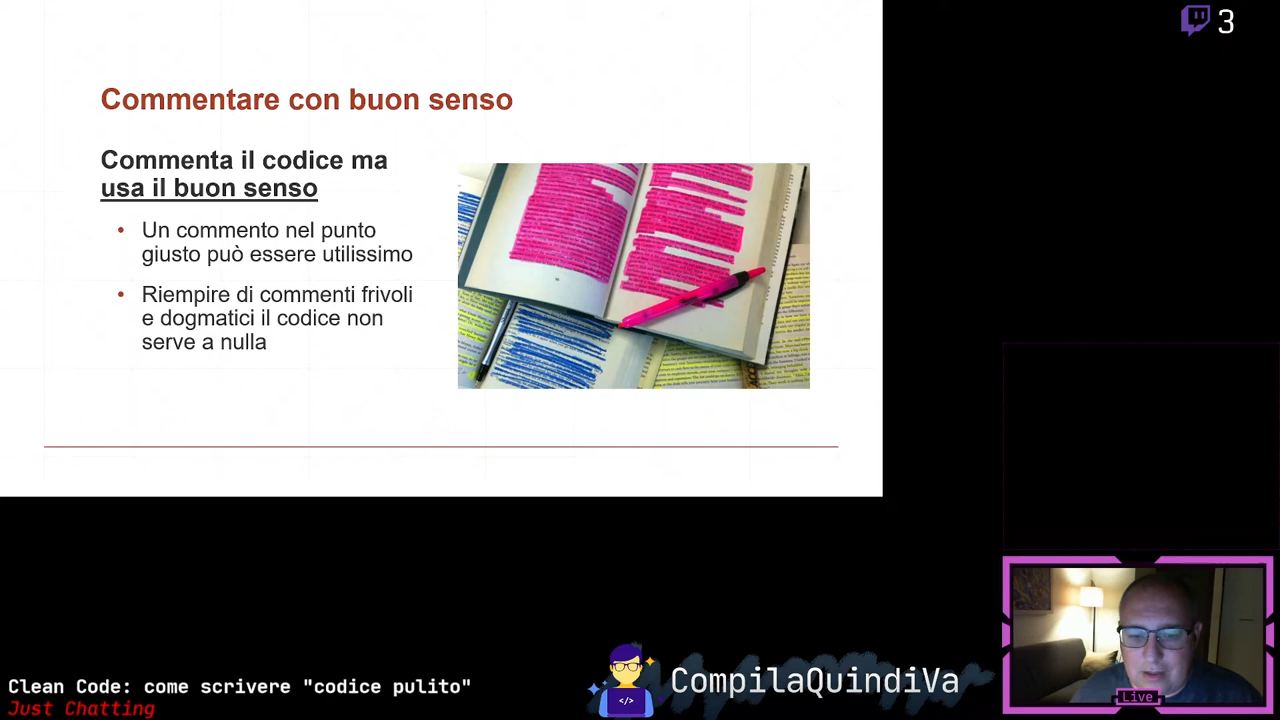 3
Commentare con buon senso
Commenta il codice ma
usa il buon senso
• Un commento nel punto
giusto può essere utilissimo
• Riempire di commenti frivoli
e dogmatici il codice non
serve a nulla
</>
CompilaQuindiVa
Live
Clean Code: come scrivere "codice pulito"
Just Chatting